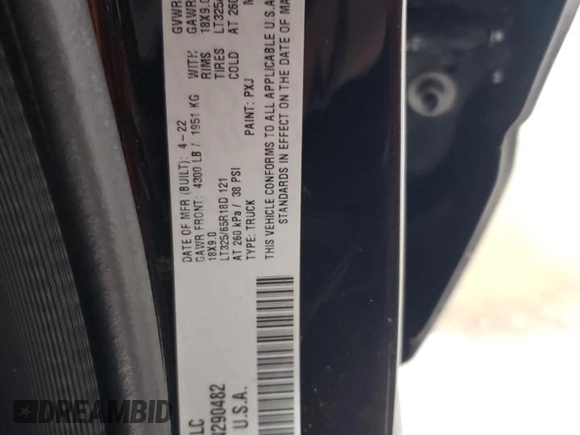 DATE OF MFR (BUILT): 4-22
GVWR
GAWR FRONT: 4300 LB / 1951 KG
WITH
GAWR
18X9.0
RIMS
18X9.0
LT325/65R18D 121
TIRES
LT325
AT 260 kPa / 38 PSI
COLD
AT 260
TYPE: TRUCK
PAINT: PXJ
THIS VEHICLE CONFORMS TO ALL APPLICABLE U.S.A.
STANDARDS IN EFFECT ON THE DATE OF MA
LC
290482
U.S.A.
DREAMBID